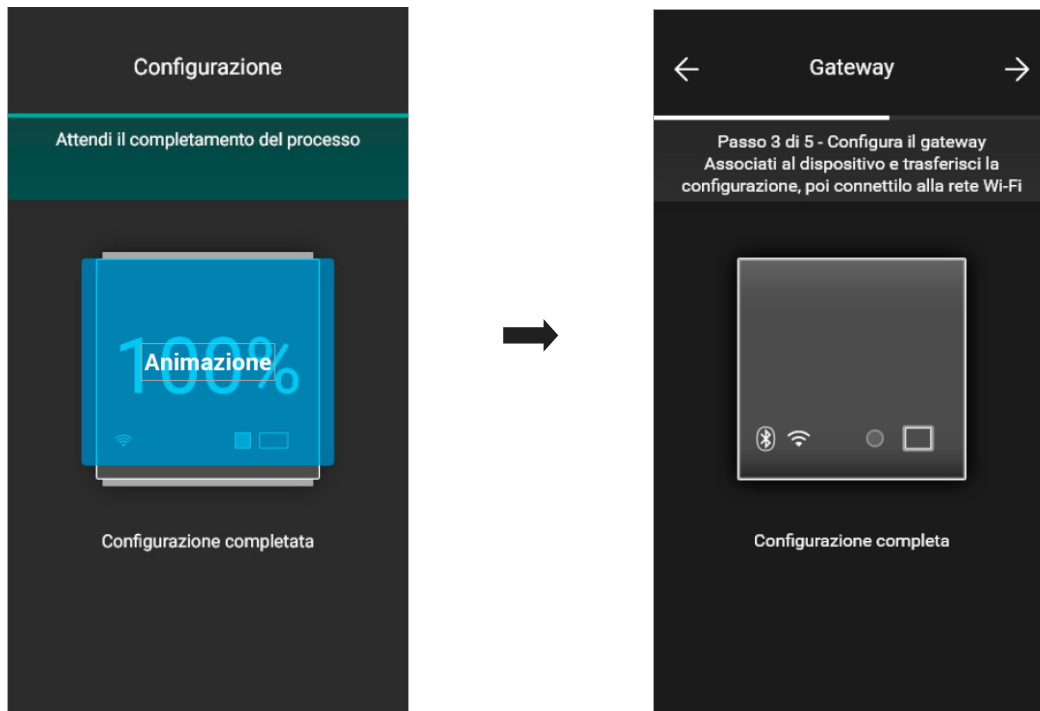 Configurazione
Attendi il completamento del processo
100%
Animazione
Configurazione completata
Gateway
Passo 3 di 5 - Configura il gateway
Associati al dispositivo e trasferisci la
configurazione, poi connettilo alla rete Wi-Fi
Configurazione completa